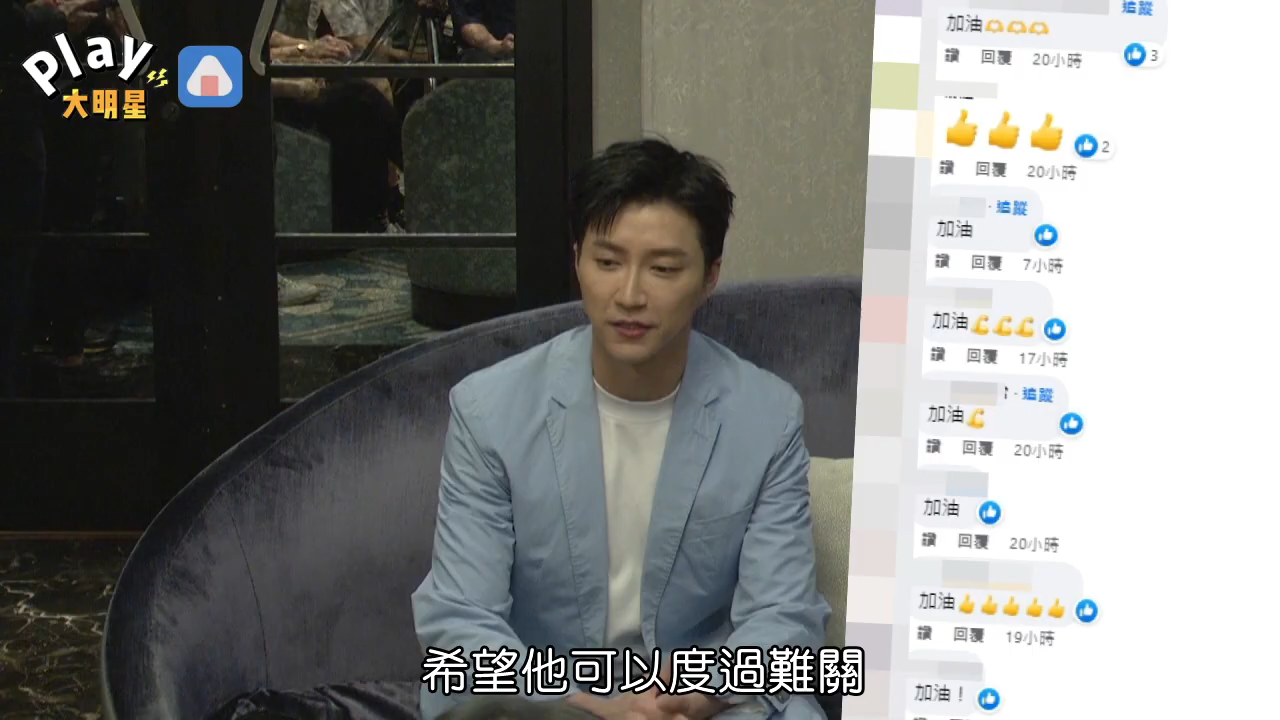 Play
大明星
追蹤
加油🫶🫶🫶
讚 回覆 20小時
3
👍👍👍
2
讚 回覆 20小時
· 追蹤
加油
讚 回覆 7小時
加油💪💪💪
讚 回覆 17小時
· 追蹤
加油💪
讚 回覆 20小時
加油
讚 回覆 20小時
加油👍👍👍👍👍
讚 回覆 19小時
加油！
希望他可以度過難關